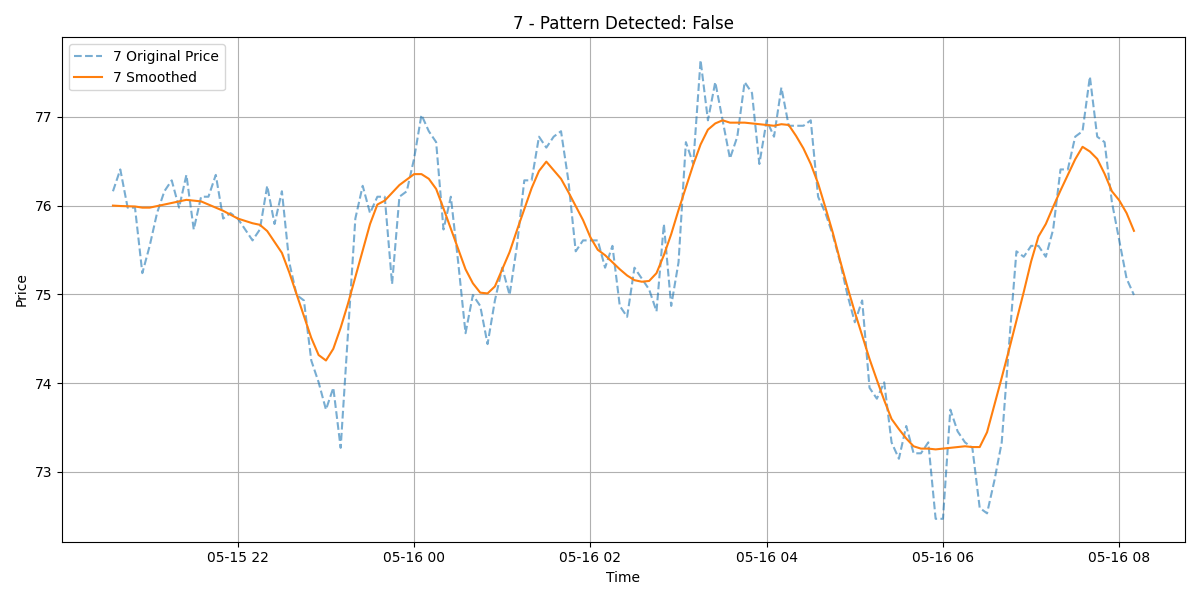 7 - Pattern Detected: False
7 Original Price
7 Smoothed
Price
77
76
75
74
73
05-15 22
05-16 00
05-16 02
05-16 04
05-16 06
05-16 08
Time